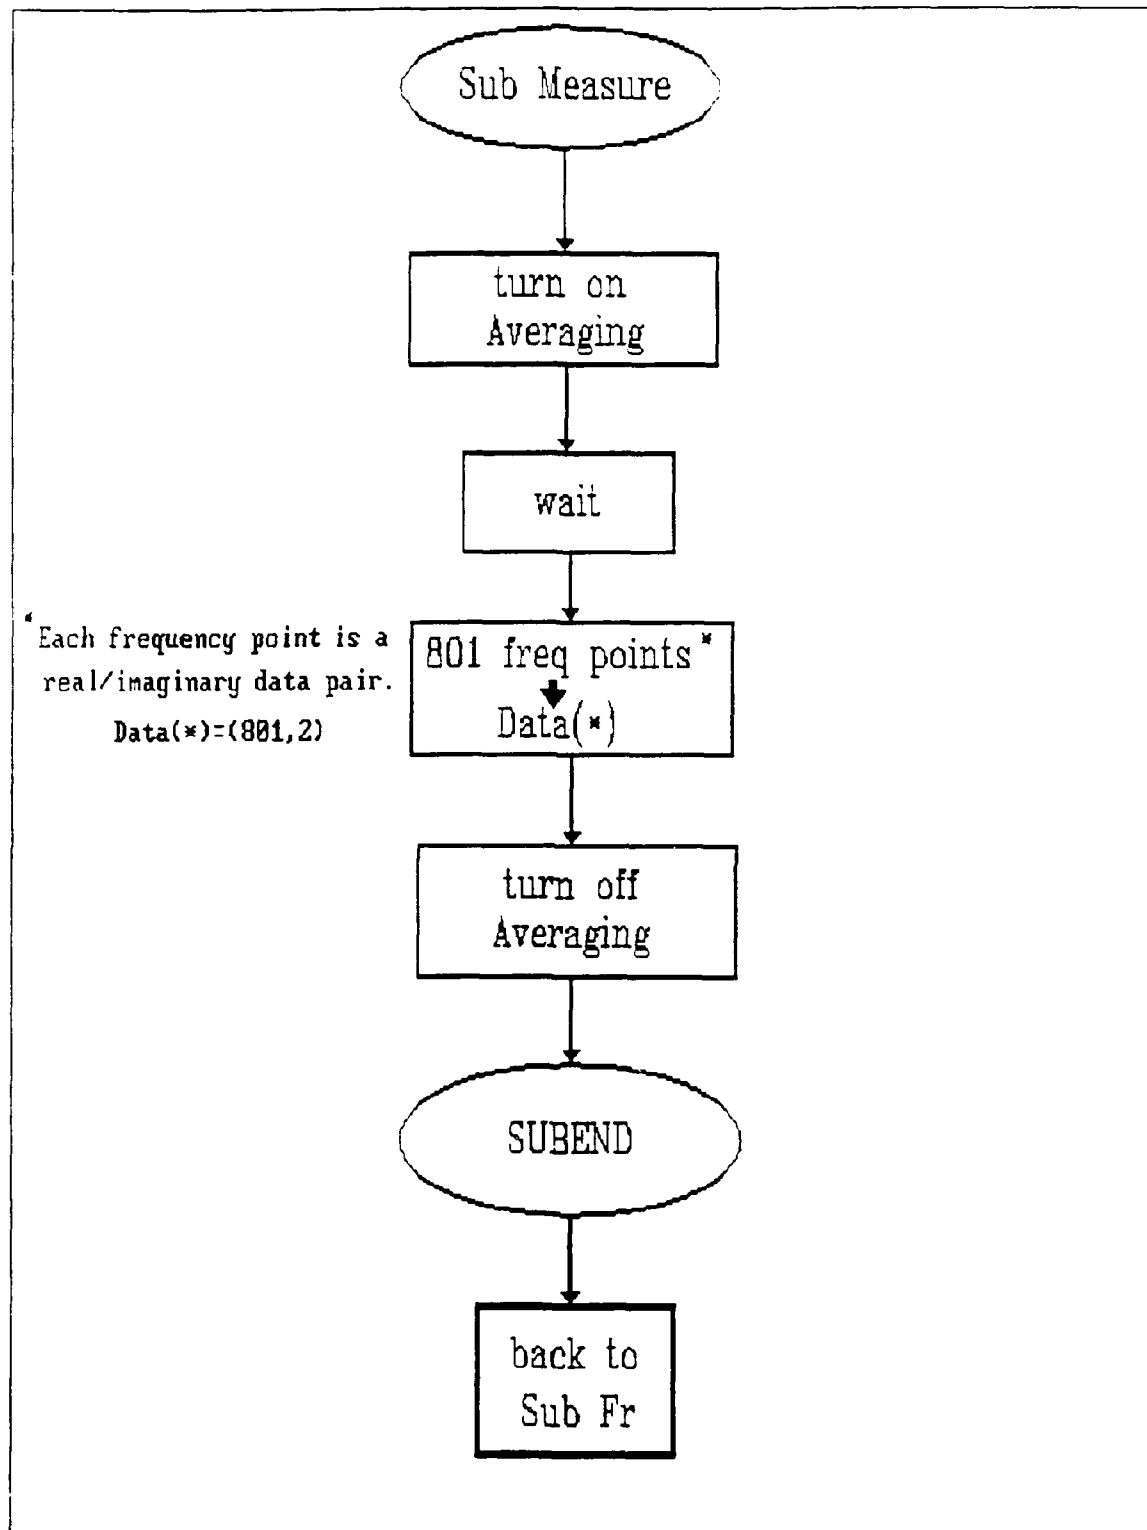 Sub Measure
turn on
Averaging
wait
*Each frequency point is a
real/imaginary data pair.
Data(*)=(801,2)
801 freq points*
Data(*)
turn off
Averaging
SUBEND
back to
Sub Fr